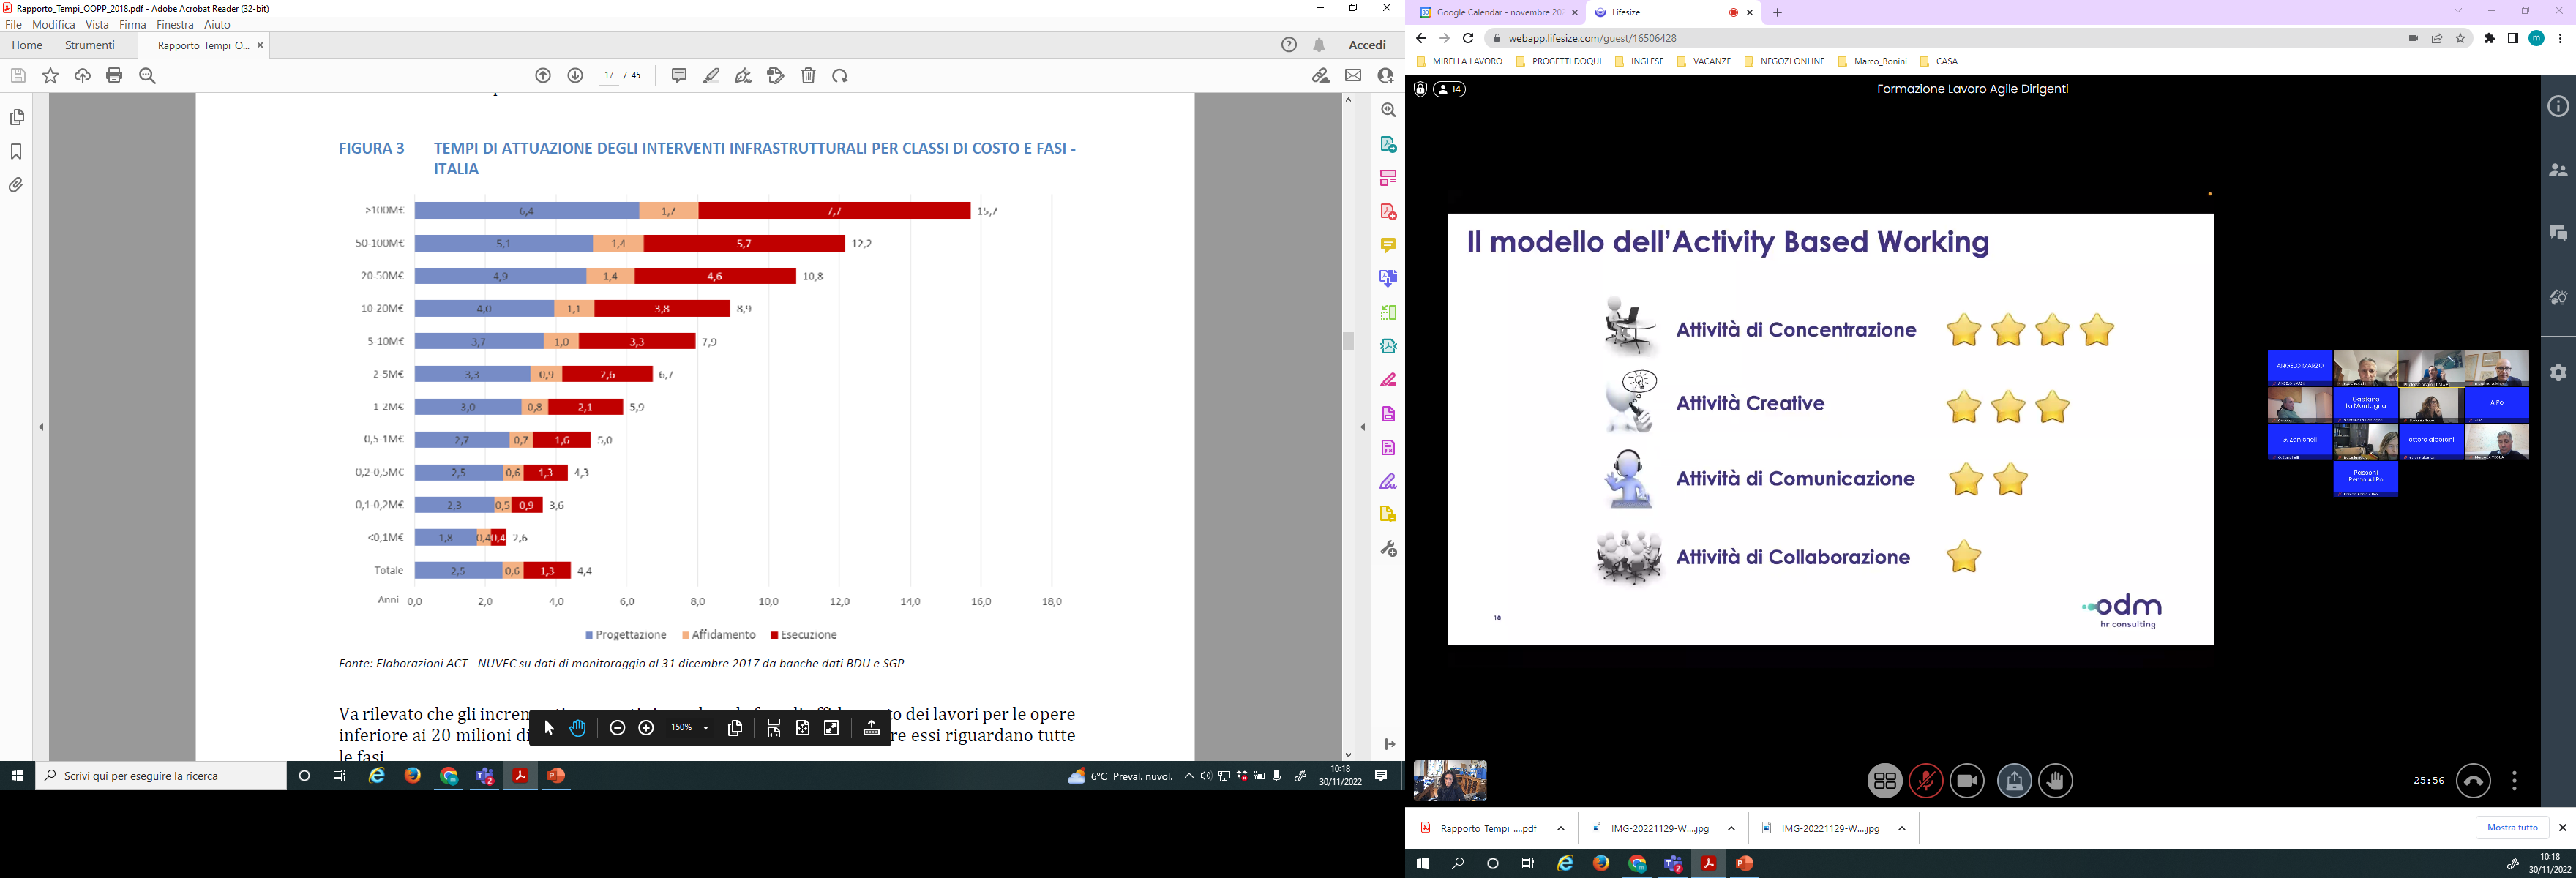 Rapporto_Tempi_OOPP_2018.pdf - Adobe Acrobat Reader (32-bit)
File Modifica Vista Firma Finestra Aiuto
Home Strumenti Rapporto_Tempi_O... Accedi
17 / 45
FIGURA 3 TEMPI DI ATTUAZIONE DEGLI INTERVENTI INFRASTRUTTURALI PER CLASSI DI COSTO E FASI -
ITALIA
>100M€ 6,4 1,7 7,7 15,7
50-100M€ 5,1 1,4 5,7 12,2
20-50M€ 4,9 1,4 4,6 10,8
10-20M€ 4,0 1,1 3,8 8,9
5-10M€ 3,7 1,0 3,3 7,9
2-5M€ 3,3 0,9 2,6 6,7
1 2M€ 3,0 0,8 2,1 5,9
0,5-1M€ 2,7 0,7 1,6 5,0
0,2-0,5M€ 2,5 0,6 1,3 4,3
0,1-0,2M€ 2,3 0,5 0,9 3,6
<0,1M€ 1,8 0,4 0,4 2,6
Totale 2,5 0,6 1,3 4,4
Anni 0,0 2,0 4,0 6,0 8,0 10,0 12,0 14,0 16,0 18,0
Progettazione Affidamento Esecuzione
Fonte: Elaborazioni ACT - NUVEC su dati di monitoraggio al 31 dicembre 2017 da banche dati BDU e SGP
Va rilevato che gli increm dei lavori per le opere
inferiore ai 20 milioni di re essi riguardano tutte
le fasi
150%
Scrivi qui per eseguire la ricerca
6°C Preval. nuvol.
10:18
30/11/2022
Google Calendar - novembre 20
Lifesize
webapp.lifesize.com/guest/16506428
MIRELLA LAVORO PROGETTI DOQUI INGLESE VACANZE NEGOZI ONLINE Marco_Bonini CASA
14
Formazione Lavoro Agile Dirigenti
Il modello dell'Activity Based Working
Attività di Concentrazione
Attività Creative
Attività di Comunicazione
Attività di Collaborazione
10
odm
hr consulting
ANGELO MARZO
Gaetano
La Montagna
AIPo
G. Zanichelli
ettore alberoni
Passoni
Remo A.I.Po
25:56
Rapporto_Tempi_....pdf
IMG-20221129-W....jpg
IMG-20221129-W....jpg
Mostra tutto
10:18
30/11/2022